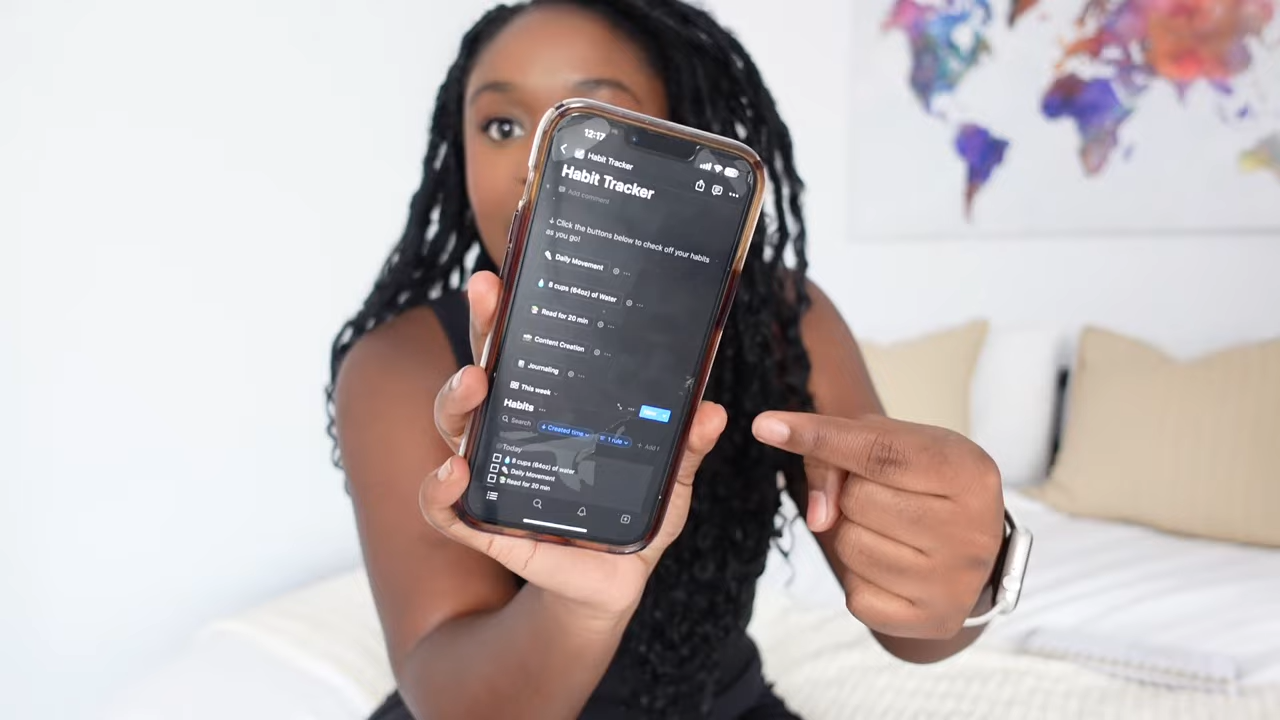 12:17
Habit Tracker
Habit Tracker
Add comment
↓ Click the buttons below to check off your habits
as you go!
Daily Movement
8 cups (64oz) of Water
Read for 20 min
Content Creation
Journaling
This week
Habits
New
Search
↓ Created time
1 rule
+ Add f
Today
8 cups (64oz) of water
Daily Movement
Read for 20 min